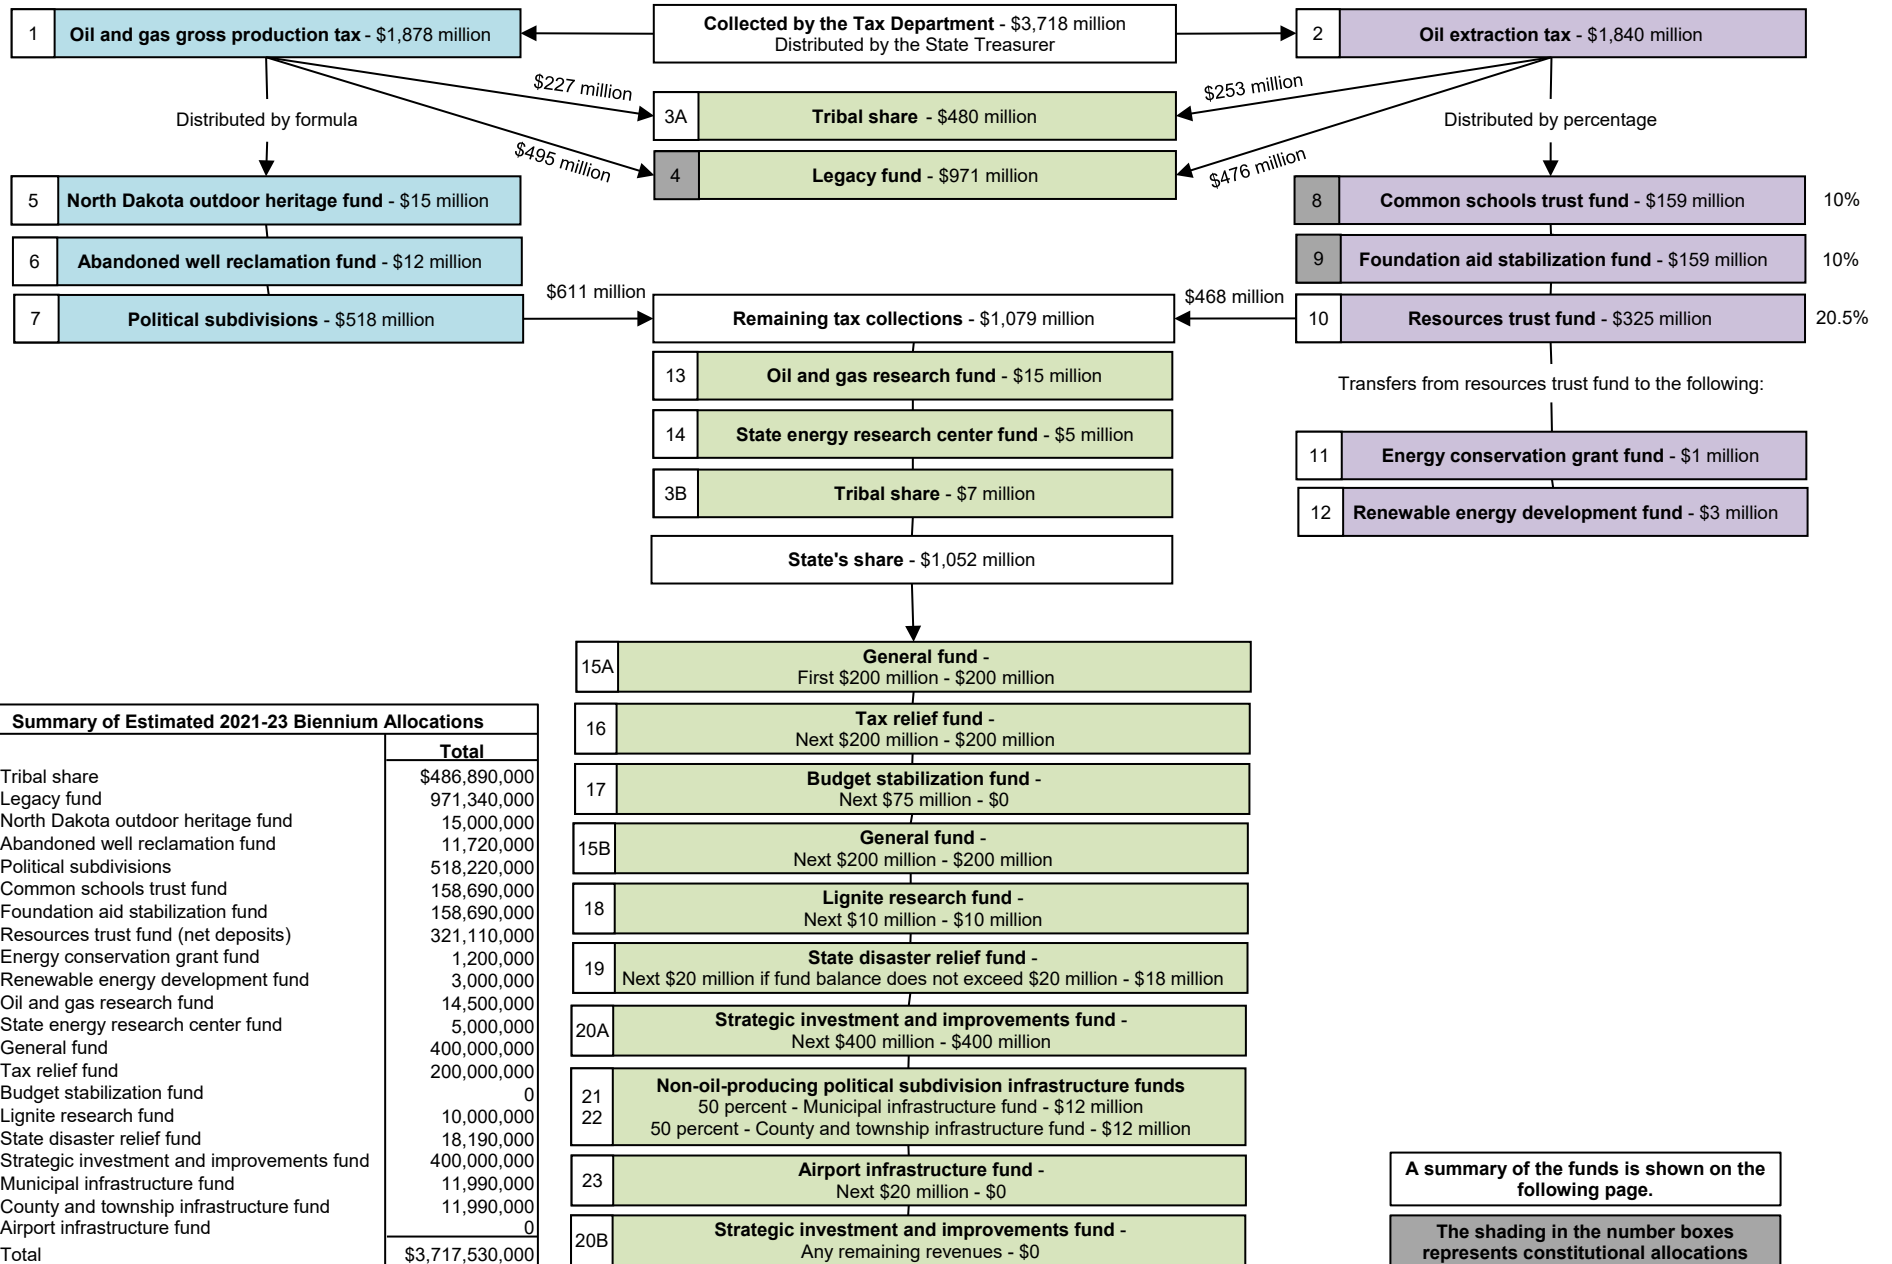 1 Oil and gas gross production tax - $1,878 million
Collected by the Tax Department - $3,718 million
Distributed by the State Treasurer
2 Oil extraction tax - $1,840 million
$227 million
$253 million
3A Tribal share - $480 million
Distributed by formula
Distributed by percentage
$495 million
$476 million
4 Legacy fund - $971 million
5 North Dakota outdoor heritage fund - $15 million
8 Common schools trust fund - $159 million 10%
6 Abandoned well reclamation fund - $12 million
9 Foundation aid stabilization fund - $159 million 10%
7 Political subdivisions - $518 million
$611 million
Remaining tax collections - $1,079 million
$468 million
10 Resources trust fund - $325 million 20.5%
13 Oil and gas research fund - $15 million
Transfers from resources trust fund to the following:
14 State energy research center fund - $5 million
11 Energy conservation grant fund - $1 million
3B Tribal share - $7 million
12 Renewable energy development fund - $3 million
State's share - $1,052 million
15A General fund -
First $200 million - $200 million
16 Tax relief fund -
Next $200 million - $200 million
17 Budget stabilization fund -
Next $75 million - $0
15B General fund -
Next $200 million - $200 million
18 Lignite research fund -
Next $10 million - $10 million
19 State disaster relief fund -
Next $20 million if fund balance does not exceed $20 million - $18 million
20A Strategic investment and improvements fund -
Next $400 million - $400 million
21 Non-oil-producing political subdivision infrastructure funds
22 50 percent - Municipal infrastructure fund - $12 million
50 percent - County and township infrastructure fund - $12 million
23 Airport infrastructure fund -
Next $20 million - $0
20B Strategic investment and improvements fund -
Any remaining revenues - $0
Summary of Estimated 2021-23 Biennium Allocations
Total
Tribal share $486,890,000
Legacy fund 971,340,000
North Dakota outdoor heritage fund 15,000,000
Abandoned well reclamation fund 11,720,000
Political subdivisions 518,220,000
Common schools trust fund 158,690,000
Foundation aid stabilization fund 158,690,000
Resources trust fund (net deposits) 321,110,000
Energy conservation grant fund 1,200,000
Renewable energy development fund 3,000,000
Oil and gas research fund 14,500,000
State energy research center fund 5,000,000
General fund 400,000,000
Tax relief fund 200,000,000
Budget stabilization fund 0
Lignite research fund 10,000,000
State disaster relief fund 18,190,000
Strategic investment and improvements fund 400,000,000
Municipal infrastructure fund 11,990,000
County and township infrastructure fund 11,990,000
Airport infrastructure fund 0
Total $3,717,530,000
A summary of the funds is shown on the
following page.
The shading in the number boxes
represents constitutional allocations